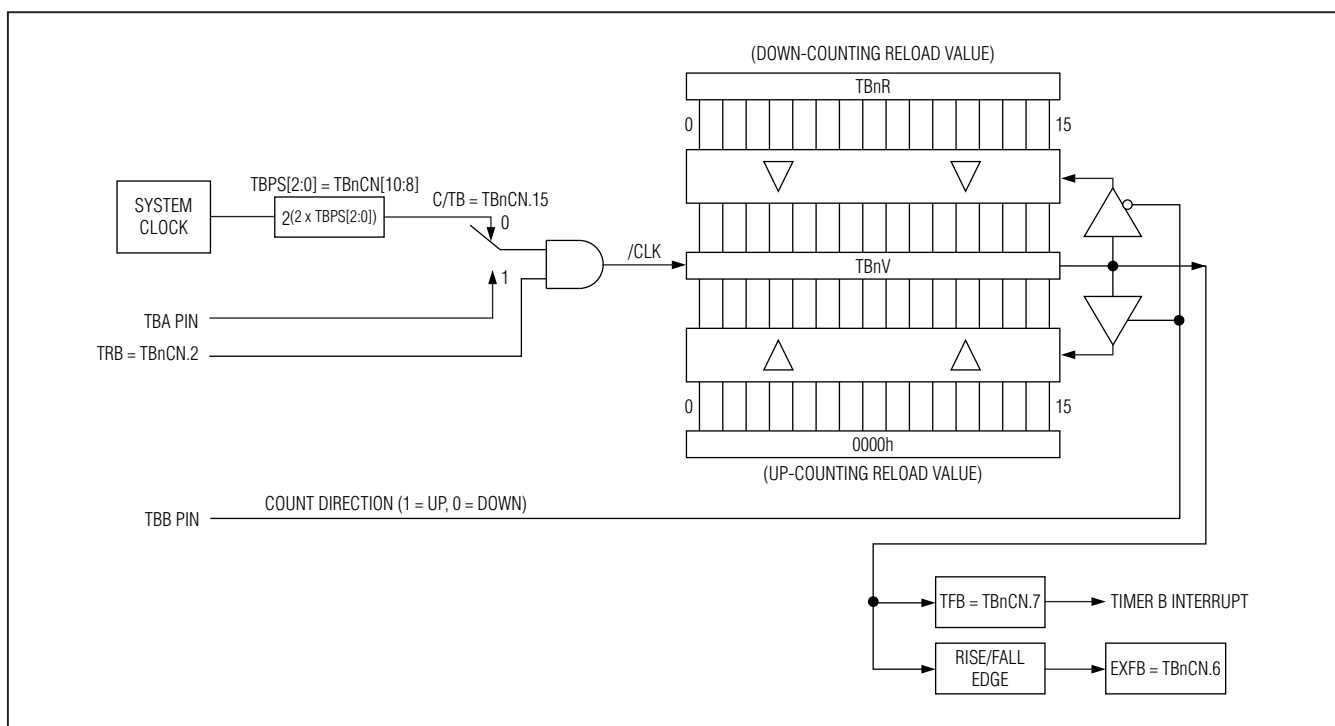 (DOWN-COUNTING RELOAD VALUE)
TBnR
0
15
TBPS[2:0] = TBnCN[10:8]
C/TB = TBnCN.15
SYSTEM
CLOCK
2(2 x TBPS[2:0])
0
/CLK
TBnV
1
TBA PIN
TRB = TBnCN.2
0
15
0000h
(UP-COUNTING RELOAD VALUE)
COUNT DIRECTION (1 = UP, 0 = DOWN)
TBB PIN
TFB = TBnCN.7
TIMER B INTERRUPT
RISE/FALL
EDGE
EXFB = TBnCN.6